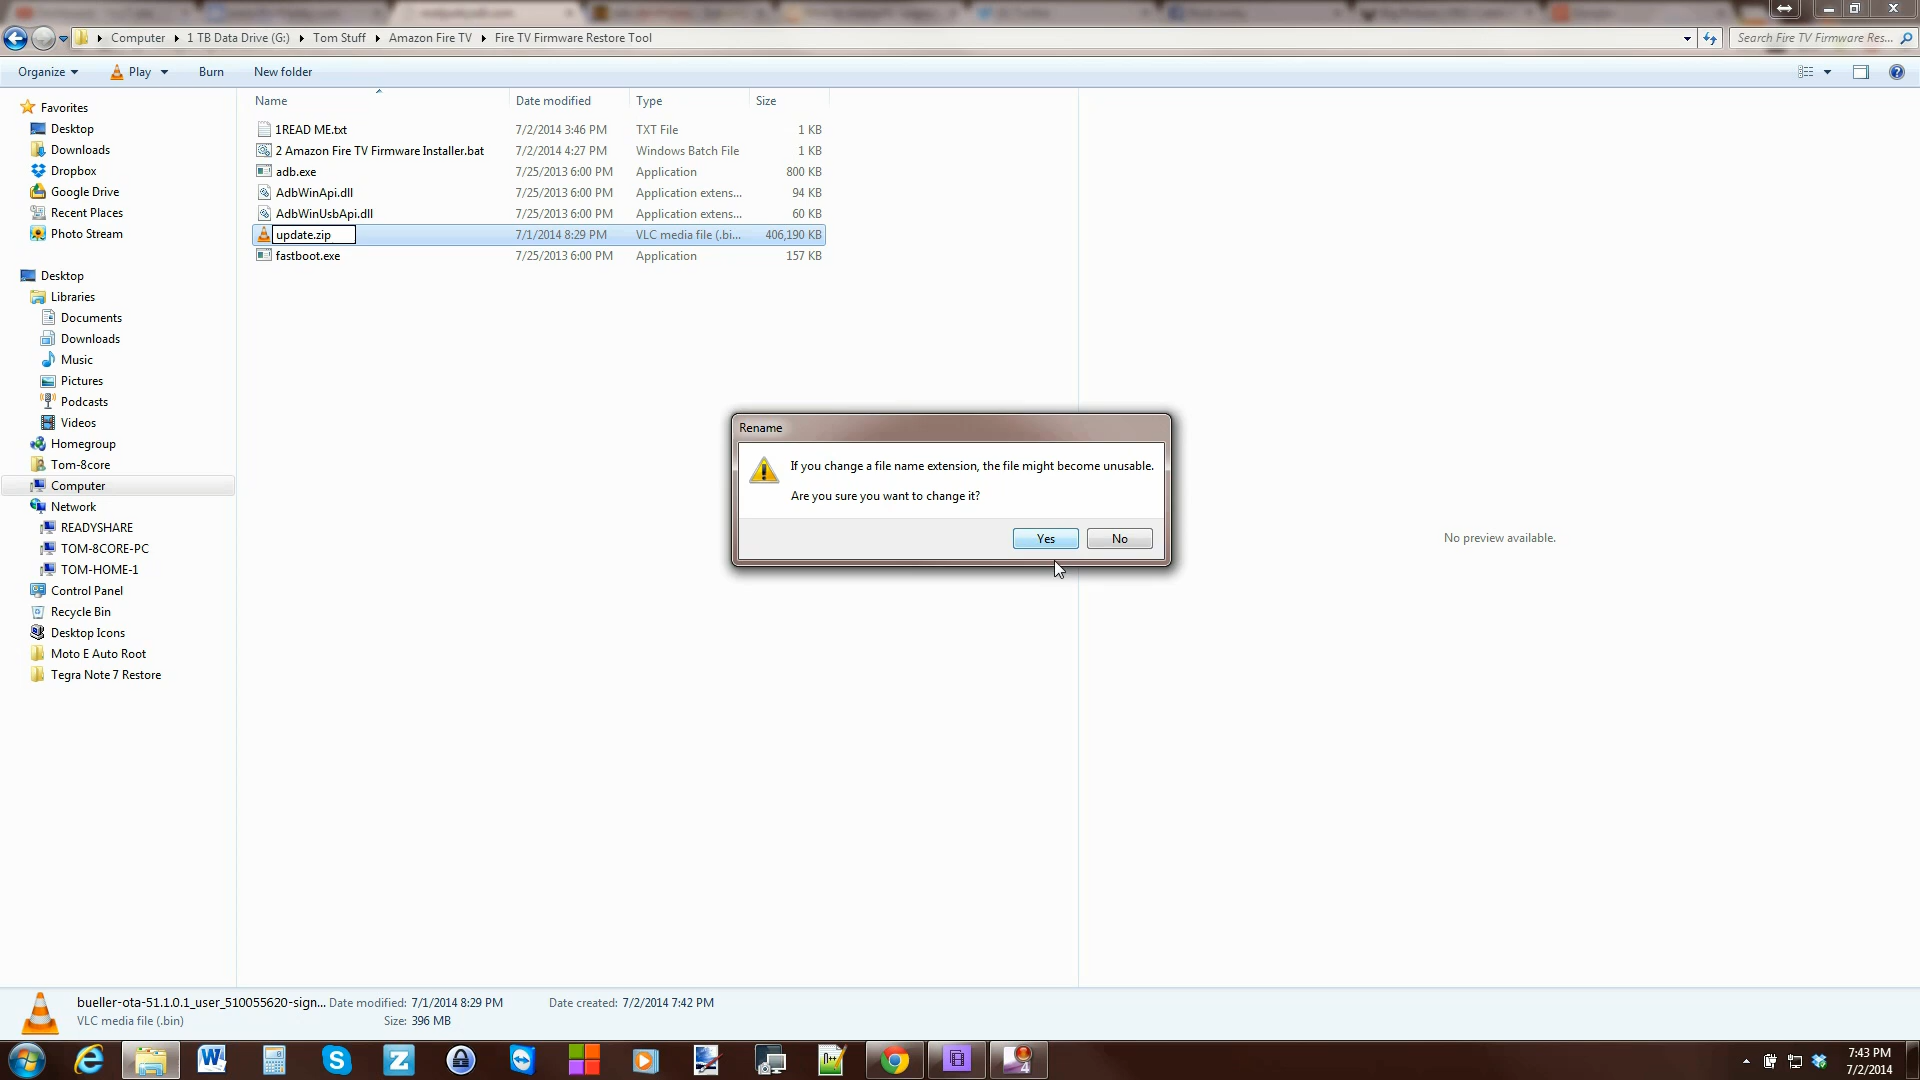 Computer 1 TB Data Drive (G:) Tom Stuff Amazon Fire TV Fire TV Firmware Restore Tool
Search Fire TV Firmware Res...
Organize Play Burn New folder
Name Date modified Type Size
1READ ME.txt 7/2/2014 3:46 PM TXT File 1 KB
2 Amazon Fire TV Firmware Installer.bat 7/2/2014 4:27 PM Windows Batch File 1 KB
adb.exe 7/25/2013 6:00 PM Application 800 KB
AdbWinApi.dll 7/25/2013 6:00 PM Application extens... 94 KB
AdbWinUsbApi.dll 7/25/2013 6:00 PM Application extens... 60 KB
update.zip 7/1/2014 8:29 PM VLC media file (.bi... 406,190 KB
fastboot.exe 7/25/2013 6:00 PM Application 157 KB
Favorites
Desktop
Downloads
Dropbox
Google Drive
Recent Places
Photo Stream
Desktop
Libraries
Documents
Downloads
Music
Pictures
Podcasts
Videos
Homegroup
Tom-8core
Computer
Network
READYSHARE
TOM-8CORE-PC
TOM-HOME-1
Control Panel
Recycle Bin
Desktop Icons
Moto E Auto Root
Tegra Note 7 Restore
Rename
If you change a file name extension, the file might become unusable.
Are you sure you want to change it?
Yes No
No preview available.
bueller-ota-51.1.0.1_user_510055620-sign... Date modified: 7/1/2014 8:29 PM Date created: 7/2/2014 7:42 PM
VLC media file (.bin) Size: 396 MB
7:43 PM
7/2/2014